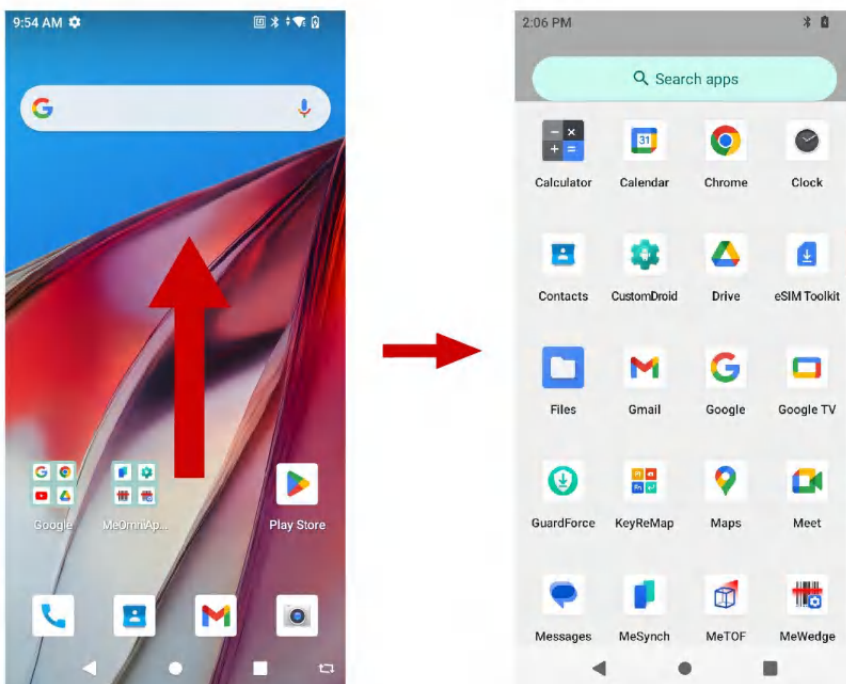 9:54 AM
Google
MeOmniAp...
Play Store
2:06 PM
Search apps
31
Calculator
Calendar
Chrome
Clock
Contacts
CustomDroid
Drive
eSIM Toolkit
Files
Gmail
Google
Google TV
GuardForce
KeyReMap
Maps
Meet
Messages
MeSynch
MeTOF
MeWedge